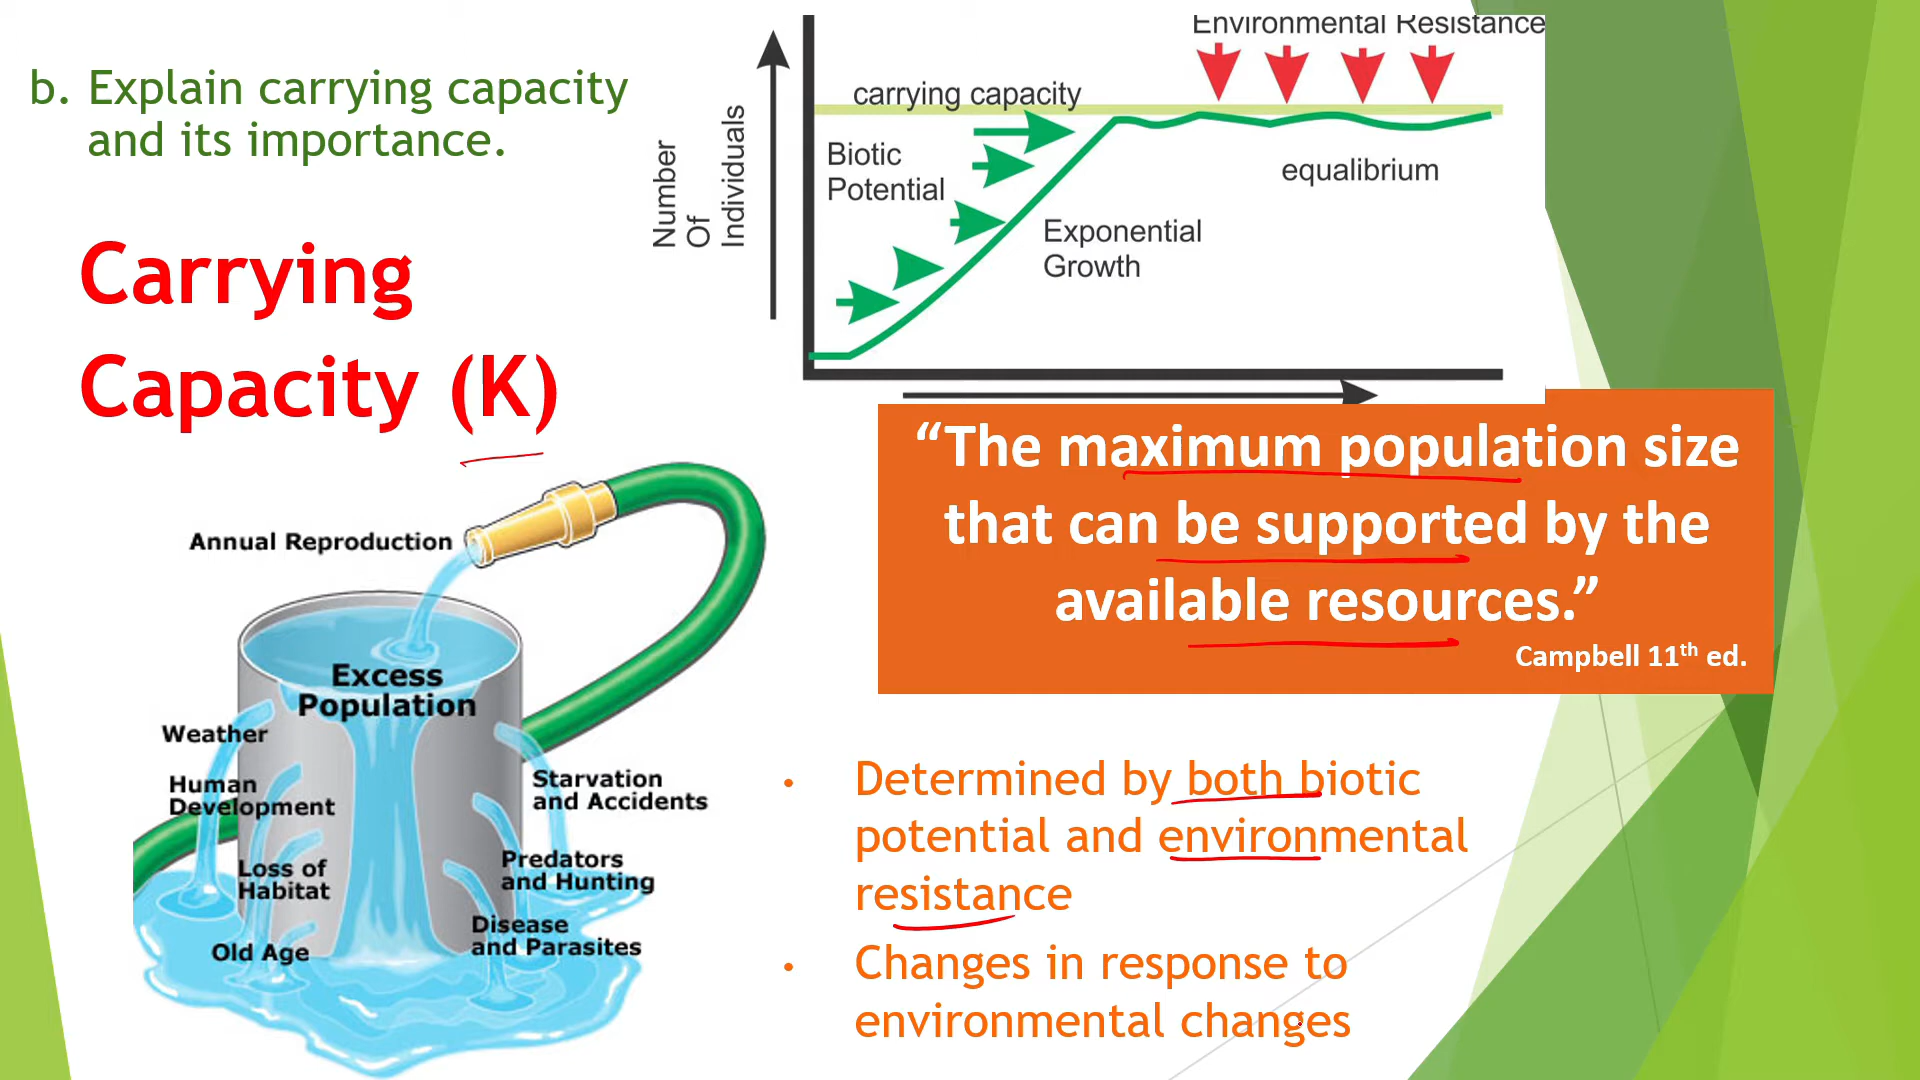 b. Explain carrying capacity
and its importance.
Carrying
Capacity (K)
Environmental Resistance
carrying capacity
Number
Of
Individuals
Biotic
Potential
equalibrium
Exponential
Growth
“The maximum population size
that can be supported by the
available resources.”
Campbell 11th ed.
Annual Reproduction
Excess
Population
Weather
Human
Development
Loss of
Habitat
Old Age
Starvation
and Accidents
Predators
and Hunting
Disease
and Parasites
• Determined by both biotic
potential and environmental
resistance
• Changes in response to
environmental changes